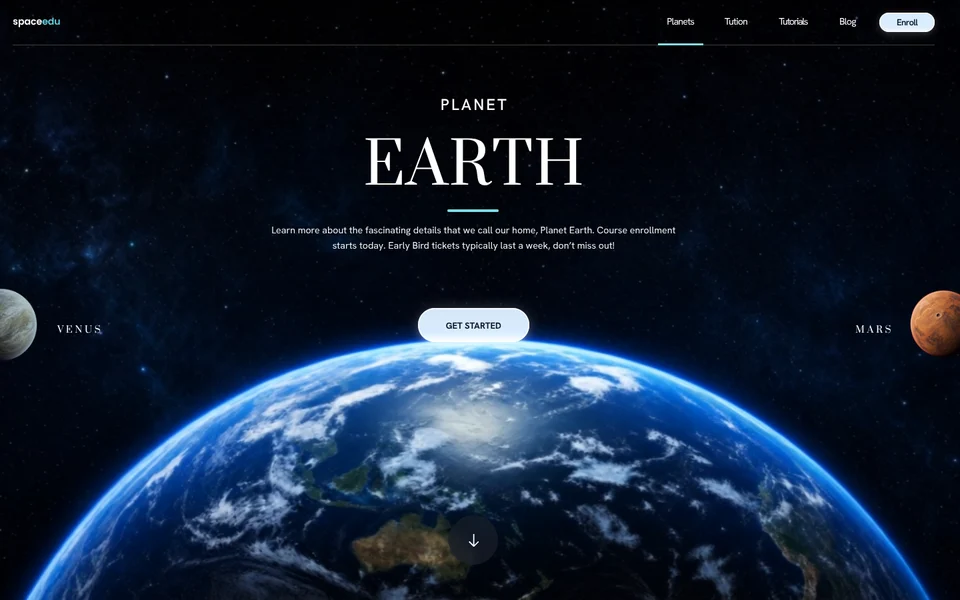 spaceedu
Planets
Tution
Tutorials
Blog
Enroll
PLANET
EARTH
Learn more about the fascinating details that we call our home, Planet Earth. Course enrollment
starts today. Early Bird tickets typically last a week, don’t miss out!
GET STARTED
VENUS
MARS